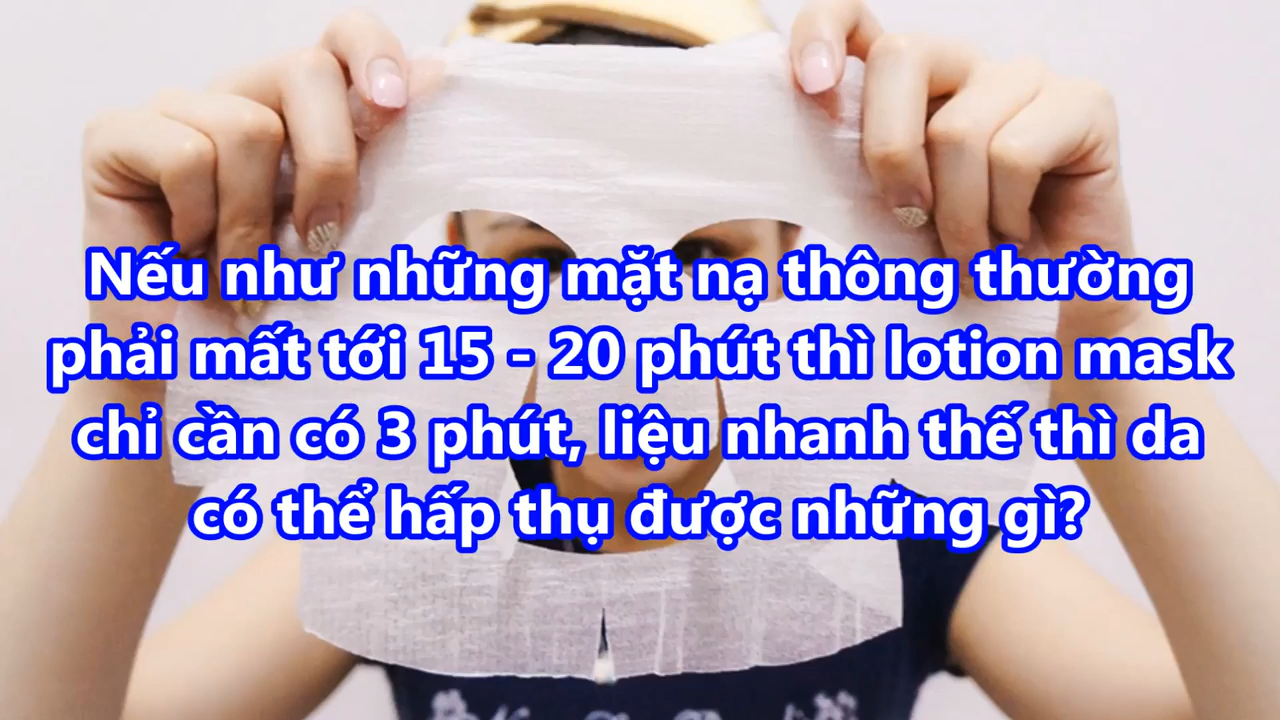 Nếu như những mặt nạ thông thường
phải mất tới 15 - 20 phút thì lotion mask
chỉ cần có 3 phút, liệu nhanh thế thì da
có thể hấp thụ được những gì?